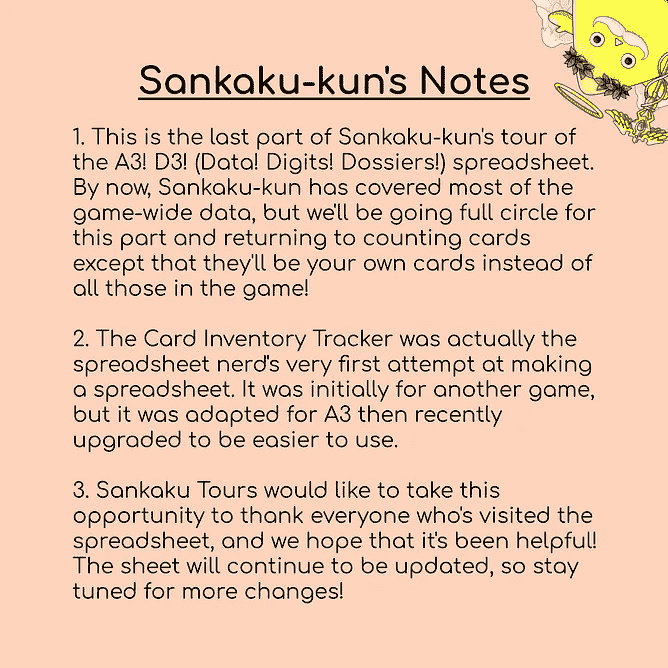 Sankaku-kun's Notes
1. This is the last part of Sankaku-kun's tour of
the A3! D3! (Data! Digits! Dossiers!) spreadsheet.
By now, Sankaku-kun has covered most of the
game-wide data, but we'll be going full circle for
this part and returning to counting cards
except that they'll be your own cards instead of
all those in the game!
2. The Card Inventory Tracker was actually the
spreadsheet nerd's very first attempt at making
a spreadsheet. It was initially for another game,
but it was adapted for A3 then recently
upgraded to be easier to use.
3. Sankaku Tours would like to take this
opportunity to thank everyone who's visited the
spreadsheet, and we hope that it's been helpful!
The sheet will continue to be updated, so stay
tuned for more changes!